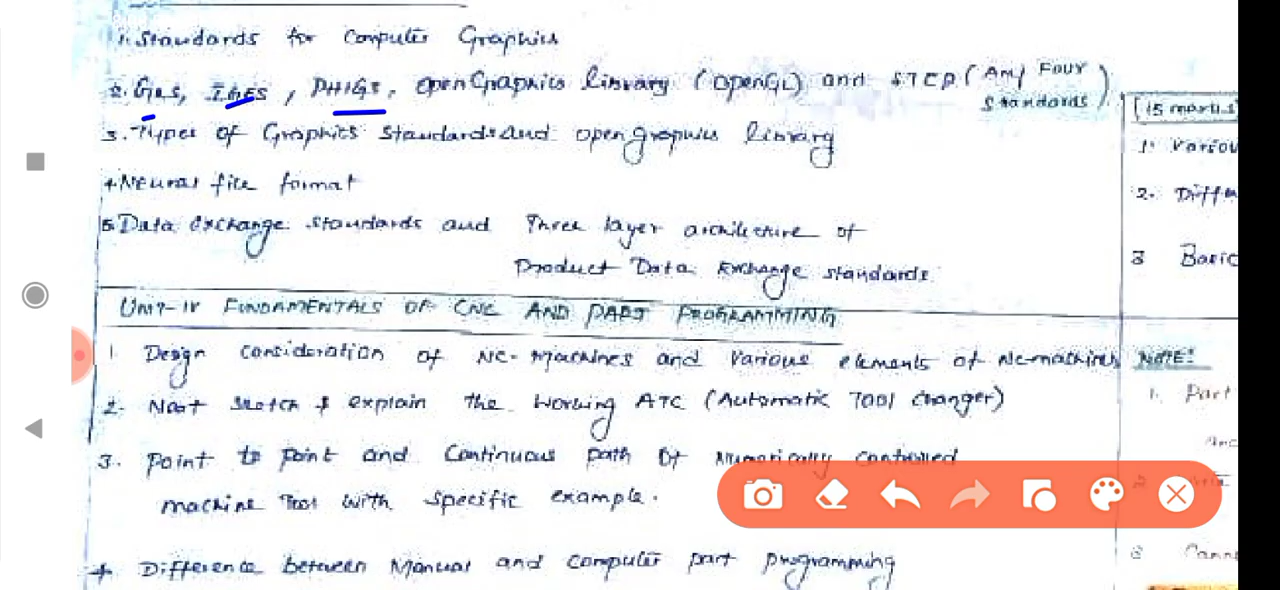 1. Standards for Computer Graphics
2. GKS, IGES, PHIGS, OpenGraphics library (OpenGL) and STEP (Any Four Standards)
[15 marks]
3. Types of Graphics standards and opengraphics library
1. Variou
4. Neural file format
2. Diffe
5. Data Exchange standards and Three layer architecture of
Product Data Exchange standards.
3 Basic
UNIT-IV FUNDAMENTALS OF CNC AND PART PROGRAMMING
1. Design consideration of NC-Machines and Various elements of Nc-machines
NOTE:
2. Neat sketch & explain the working ATC (Automatic Tool changer)
1. Part
3. Point to point and Continuous path of Numerically controlled
machine Tool with specific example.
4 Difference between Manual and Computer part programming
3 Cann